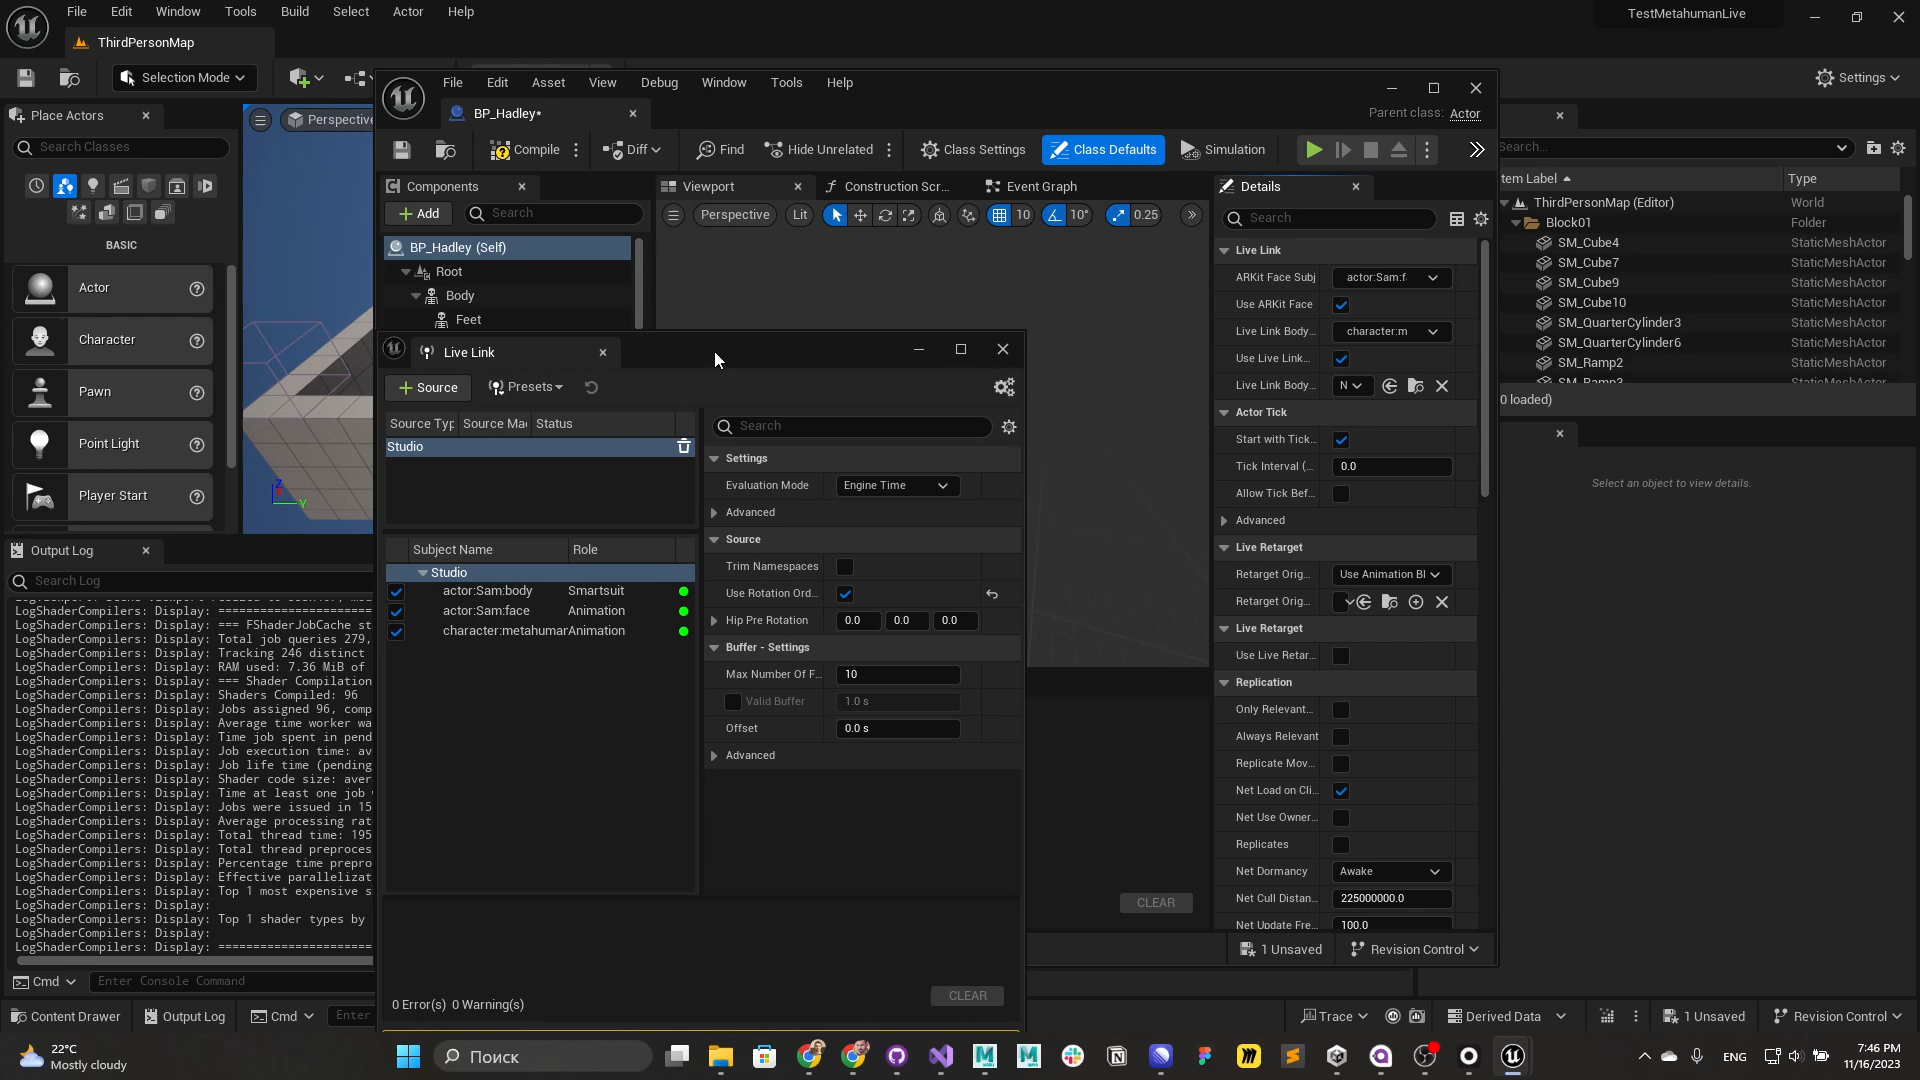 File Edit Window Tools Build Select Actor Help
TestMetahumanLive
ThirdPersonMap
Selection Mode
Settings
Place Actors
Search Classes
BASIC
Actor
Character
Pawn
Point Light
Player Start
Perspective
File Edit Asset View Debug Window Tools Help
BP_Hadley*
Parent class: Actor
Compile Diff Find Hide Unrelated Class Settings Class Defaults Simulation
Components
Add
Search
BP_Hadley (Self)
Root
Body
Feet
Viewport
Construction Scr...
Event Graph
Perspective Lit 10 10° 0.25
Details
Search
Live Link
ARKit Face Subj actor:Sam:f
Use ARKit Face
Live Link Body... character:m
Use Live Link...
Live Link Body... N
Actor Tick
Start with Tick...
Tick Interval (... 0.0
Allow Tick Bef...
Advanced
Live Retarget
Retarget Orig... Use Animation Bl
Retarget Orig...
Live Retarget
Use Live Retar...
Replication
Only Relevant...
Always Relevant
Replicate Mov...
Net Load on Cli...
Net Use Owner...
Replicates
Net Dormancy Awake
Net Cull Distan... 225000000.0
Net Update Fre... 100.0
CLEAR
1 Unsaved Revision Control
Live Link
Source
Presets
Source Typ Source Mac Status
Studio
Subject Name Role
Studio
actor:Sam:body Smartsuit
actor:Sam:face Animation
character:metahumar Animation
Search
Settings
Evaluation Mode Engine Time
Advanced
Source
Trim Namespaces
Use Rotation Ord...
Hip Pre Rotation 0.0 0.0 0.0
Buffer - Settings
Max Number Of F... 10
Valid Buffer 1.0 s
Offset 0.0 s
Advanced
0 Error(s) 0 Warning(s)
CLEAR
Search...
tem Label Type
ThirdPersonMap (Editor) World
Block01 Folder
SM_Cube4 StaticMeshActor
SM_Cube7 StaticMeshActor
SM_Cube9 StaticMeshActor
SM_Cube10 StaticMeshActor
SM_QuarterCylinder3 StaticMeshActor
SM_QuarterCylinder6 StaticMeshActor
SM_Ramp2 StaticMeshActor
SM_Ramp3 StaticMeshActor
0 loaded)
Select an object to view details.
Output Log
Search Log
LogShaderCompilers: Display: ========================
LogShaderCompilers: Display: === FShaderJobCache st
LogShaderCompilers: Display: Total job queries 279,
LogShaderCompilers: Display: Tracking 246 distinct
LogShaderCompilers: Display: RAM used: 7.36 MiB of
LogShaderCompilers: Display: === Shader Compilation
LogShaderCompilers: Display: Shaders Compiled: 96
LogShaderCompilers: Display: Jobs assigned 96, comp
LogShaderCompilers: Display: Average time worker wa
LogShaderCompilers: Display: Time job spent in pend
LogShaderCompilers: Display: Job execution time: av
LogShaderCompilers: Display: Job life time (pending
LogShaderCompilers: Display: Shader code size: aver
LogShaderCompilers: Display: Time at least one job
LogShaderCompilers: Display: Jobs were issued in 15
LogShaderCompilers: Display: Average processing rat
LogShaderCompilers: Display: Total thread time: 195
LogShaderCompilers: Display: Total thread preproces
LogShaderCompilers: Display: Percentage time prepro
LogShaderCompilers: Display: Effective parallelizat
LogShaderCompilers: Display: Top 1 most expensive s
LogShaderCompilers: Display:
LogShaderCompilers: Display: Top 1 shader types by
LogShaderCompilers: Display:
LogShaderCompilers: Display: ========================
Cmd Enter Console Command
Content Drawer Output Log Cmd Enter
Trace Derived Data 1 Unsaved Revision Control
22°C
Mostly cloudy
Поиск
ENG
7:46 PM
11/16/2023